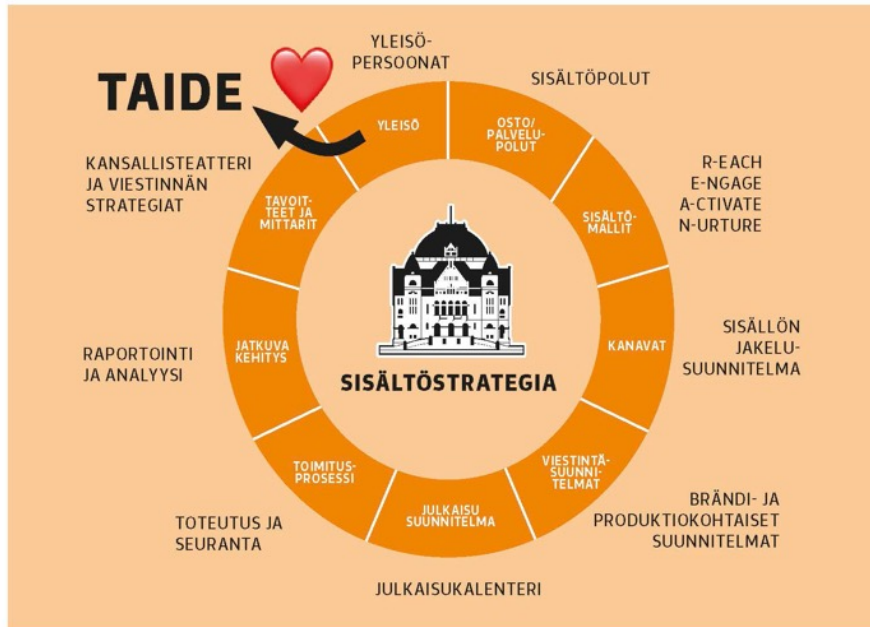 TAIDE
YLEISÖ-
PERSOONAT
SISÄLTÖPOLUT
R-EACH
E-NGAGE
A-CTIVATE
N-URTURE
SISÄLLÖN
JAKELU-
SUUNNITELMA
BRÄNDI- JA
PRODUKTIOKOHTAISET
SUUNNITELMAT
JULKAISUKALENTERI
TOTEUTUS JA
SEURANTA
RAPORTOINTI
JA ANALYYSI
KANSALLISTEATTERI
JA VIESTINNÄN
STRATEGIAT
YLEISÖ
OSTO/
PALVELU-
POLUT
SISÄLTÖ-
MALLIT
KANAVAT
VIESTINTÄ-
SUUNNI-
TELMAT
JULKAISU
SUUNNITELMA
TOIMITUS-
PROSESSI
JATKUVA
KEHITYS
TAVOIT-
TEET JA
MITTARIT
SISÄLTÖSTRATEGIA